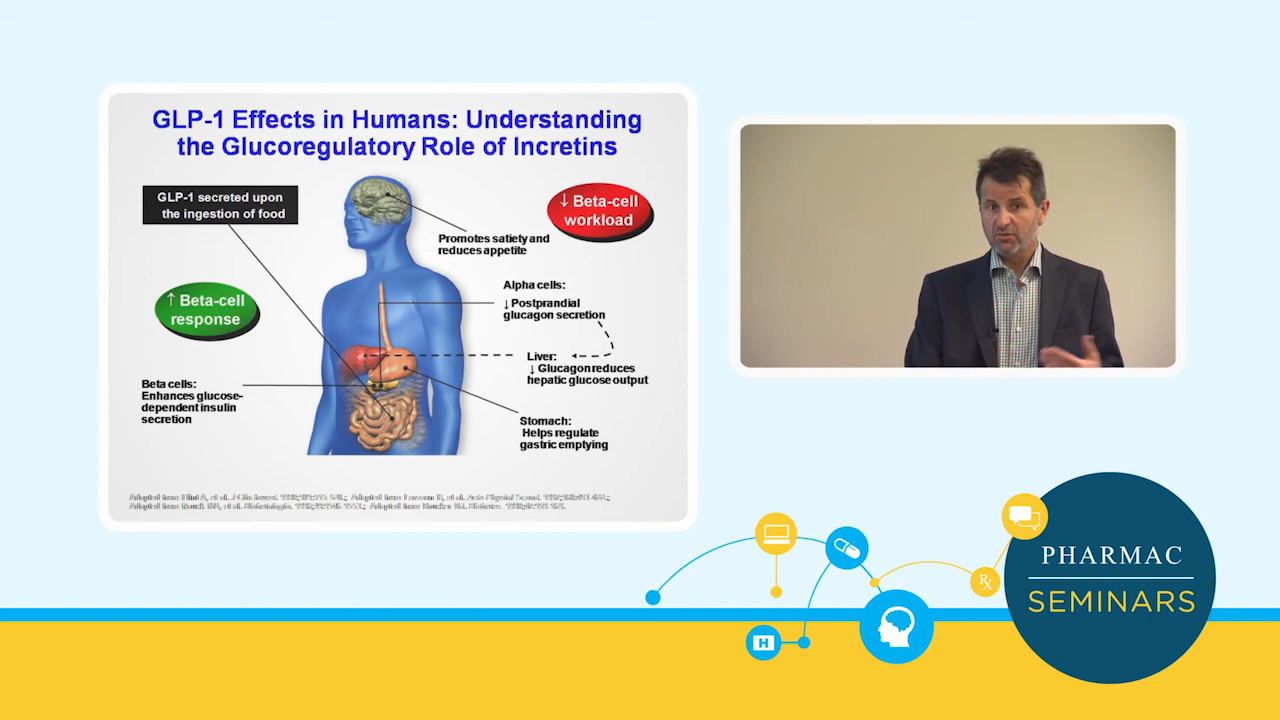 GLP-1 Effects in Humans: Understanding
the Glucoregulatory Role of Incretins
GLP-1 secreted upon
the ingestion of food
↓ Beta-cell
workload
Promotes satiety and
reduces appetite
↑ Beta-cell
response
Alpha cells:
↓ Postprandial
glucagon secretion
Liver:
↓ Glucagon reduces
hepatic glucose output
Beta cells:
Enhances glucose-
dependent insulin
secretion
Stomach:
Helps regulate
gastric emptying
PHARMAC
SEMINARS
Rx
H